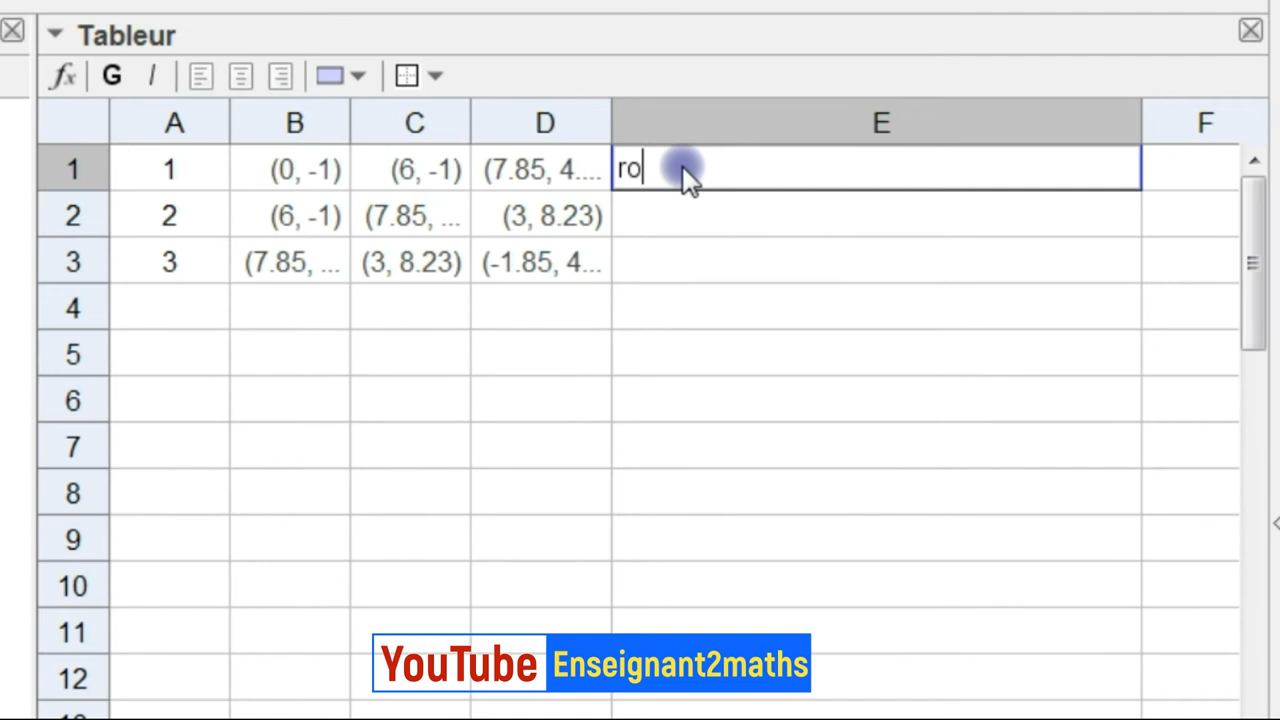 Tableur
fx G I
A B C D E F
1 1 (0, -1) (6, -1) (7.85, 4.... ro
2 2 (6, -1) (7.85, ... (3, 8.23)
3 3 (7.85, ... (3, 8.23) (-1.85, 4...
4
5
6
7
8
9
10
11
12
YouTube Enseignant2maths